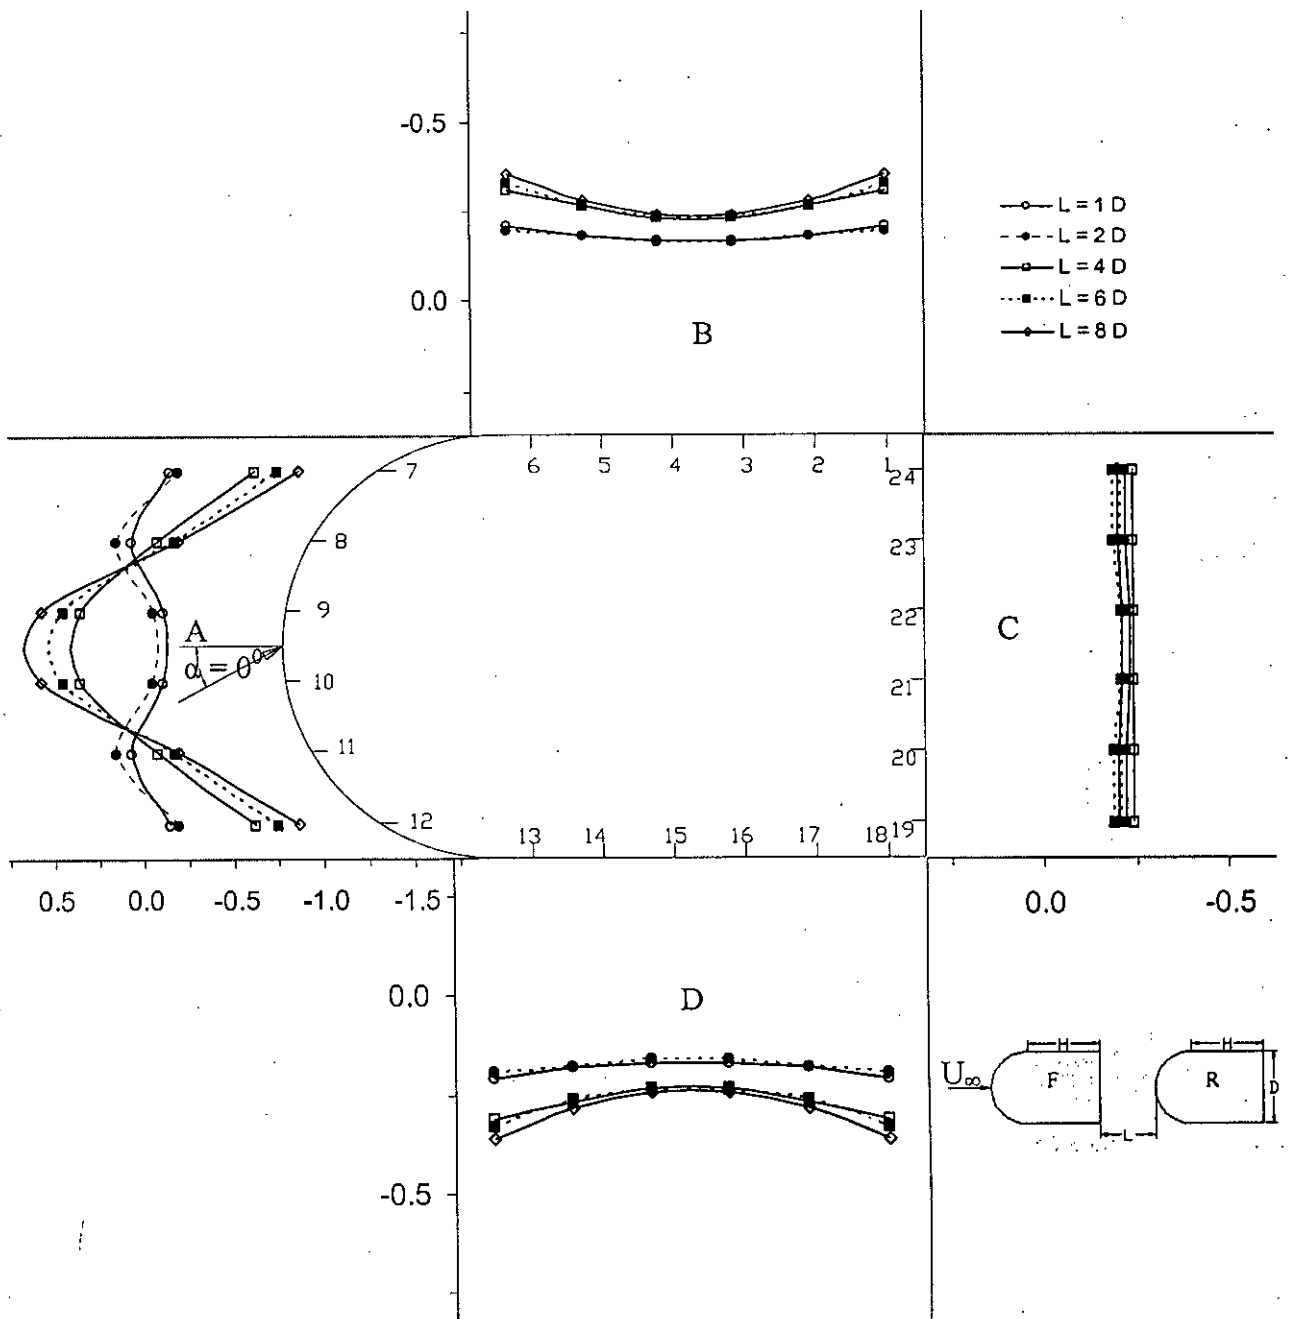 -0.5
0.0
B
L = 1 D
L = 2 D
L = 4 D
L = 6 D
L = 8 D
6 5 4 3 2 1
7
8
9
10
11
12
A
α = 0⁰
24
23
22
21
20
19
C
13 14 15 16 17 18
0.5 0.0 -0.5 -1.0 -1.5
0.0 -0.5
0.0
D
-0.5
H H
U∞ F R D
L